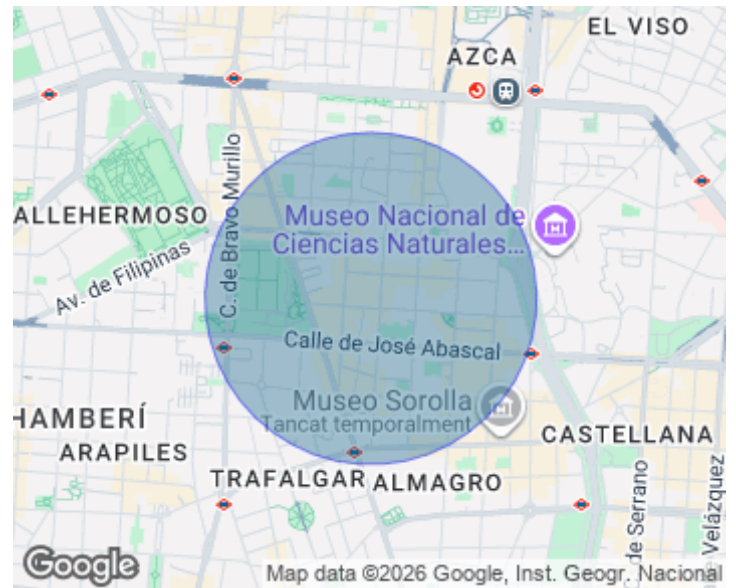 EL VISO
AZCA
ALLEHERMOSO
C. de Bravo Murillo
Museo Nacional de
Ciencias Naturales...
Av. de Filipinas
Calle de José Abascal
Museo Sorolla
Tancat temporalment
HAMBERÍ
ARAPILES
CASTELLANA
TRAFALGAR
ALMAGRO
de Serrano
Velázquez
Google
Map data ©2026 Google, Inst. Geogr. Nacional